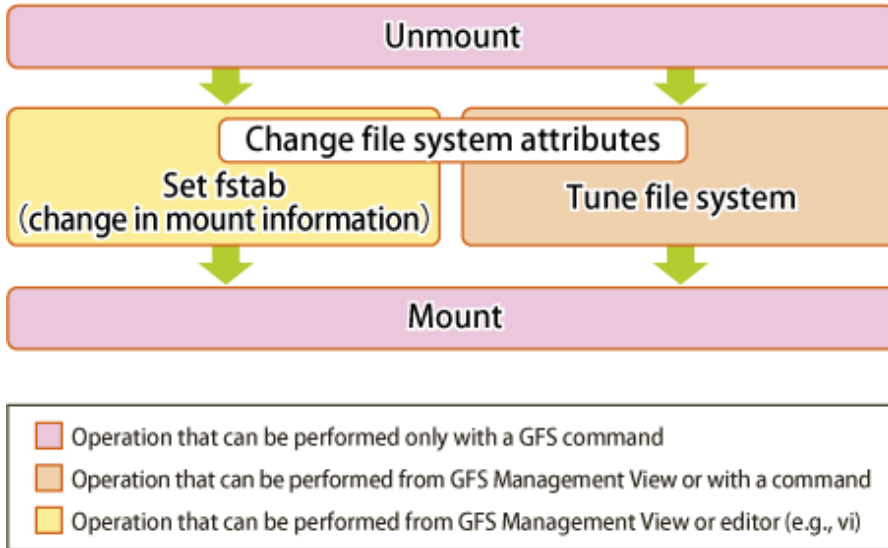 Unmount
Change file system attributes
Set fstab
(change in mount information)
Tune file system
Mount
Operation that can be performed only with a GFS command
Operation that can be performed from GFS Management View or with a command
Operation that can be performed from GFS Management View or editor (e.g., vi)